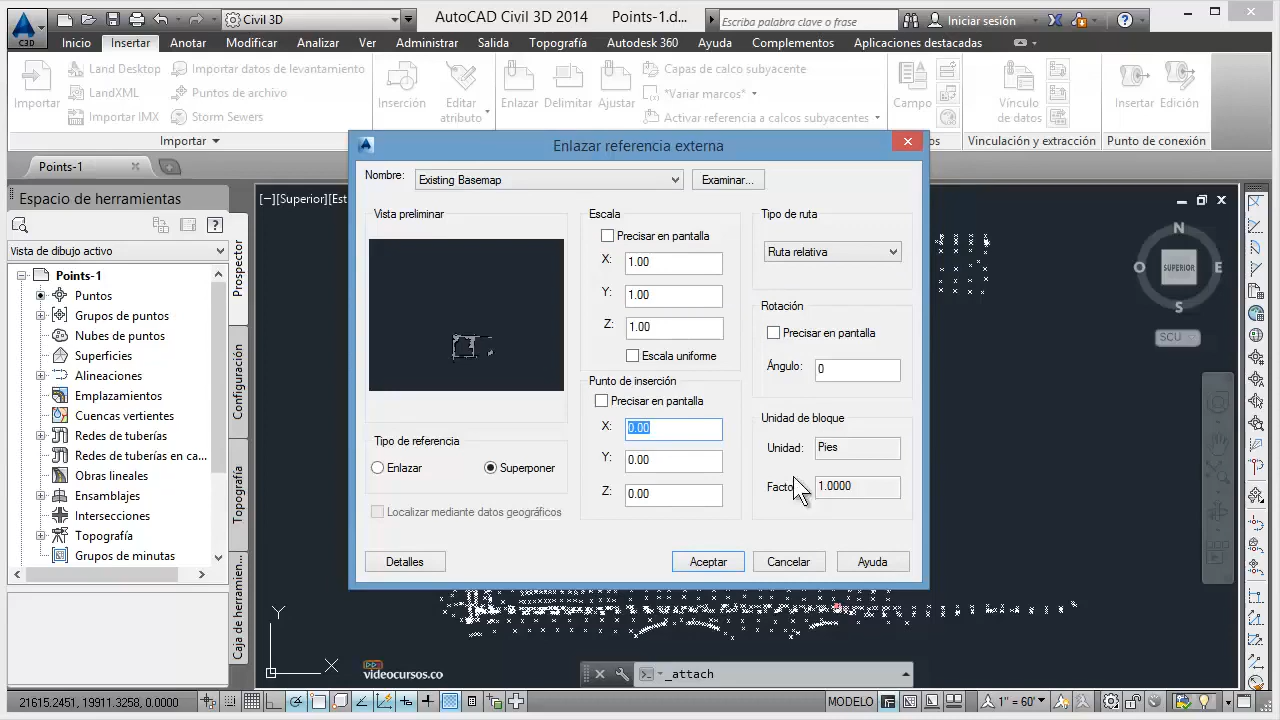 Civil 3D
AutoCAD Civil 3D 2014
Points-1.d...
Escriba palabra clave o frase
Iniciar sesión
C3D
Inicio
Insertar
Anotar
Modificar
Analizar
Ver
Administrar
Salida
Topografía
Autodesk 360
Ayuda
Complementos
Aplicaciones destacadas
Land Desktop
Importar datos de levantamiento
Capas de calco subyacente
LandXML
Puntos de archivo
*Variar marcos*
Importar
Inserción
Editar
atributo
Enlazar
Delimitar
Ajustar
Campo
Vínculo
de datos
Insertar
Edición
Importar IMX
Storm Sewers
Activar referencia a calcos subyacentes
Importar
os
Vinculación y extracción
Punto de conexión
Points-1
Enlazar referencia externa
Nombre:
Existing Basemap
Examinar...
Espacio de herramientas
[−][Superior][Est
Vista preliminar
Escala
Tipo de ruta
Precisar en pantalla
Vista de dibujo activo
Ruta relativa
X:
1.00
Y:
1.00
Z:
1.00
Escala uniforme
Rotación
Precisar en pantalla
Ángulo:
0
Points-1
Puntos
Grupos de puntos
Nubes de puntos
Superficies
Alineaciones
Emplazamientos
Cuencas vertientes
Redes de tuberías
Redes de tubería en ca...
Obras lineales
Ensamblajes
Intersecciones
Topografía
Grupos de minutas
Prospector
Configuración
Topografía
Caja de herramien...
Punto de inserción
Precisar en pantalla
X:
0.00
Y:
0.00
Z:
0.00
Unidad de bloque
Unidad:
Pies
Facto
1.0000
Tipo de referencia
Enlazar
Superponer
Localizar mediante datos geográficos
Detalles
Aceptar
Cancelar
Ayuda
N
O
SUPERIOR
E
S
SCU
Y
X
videocursos.co
_attach
21615.2451, 19911.3258, 0.0000
MODELO
1" = 60'